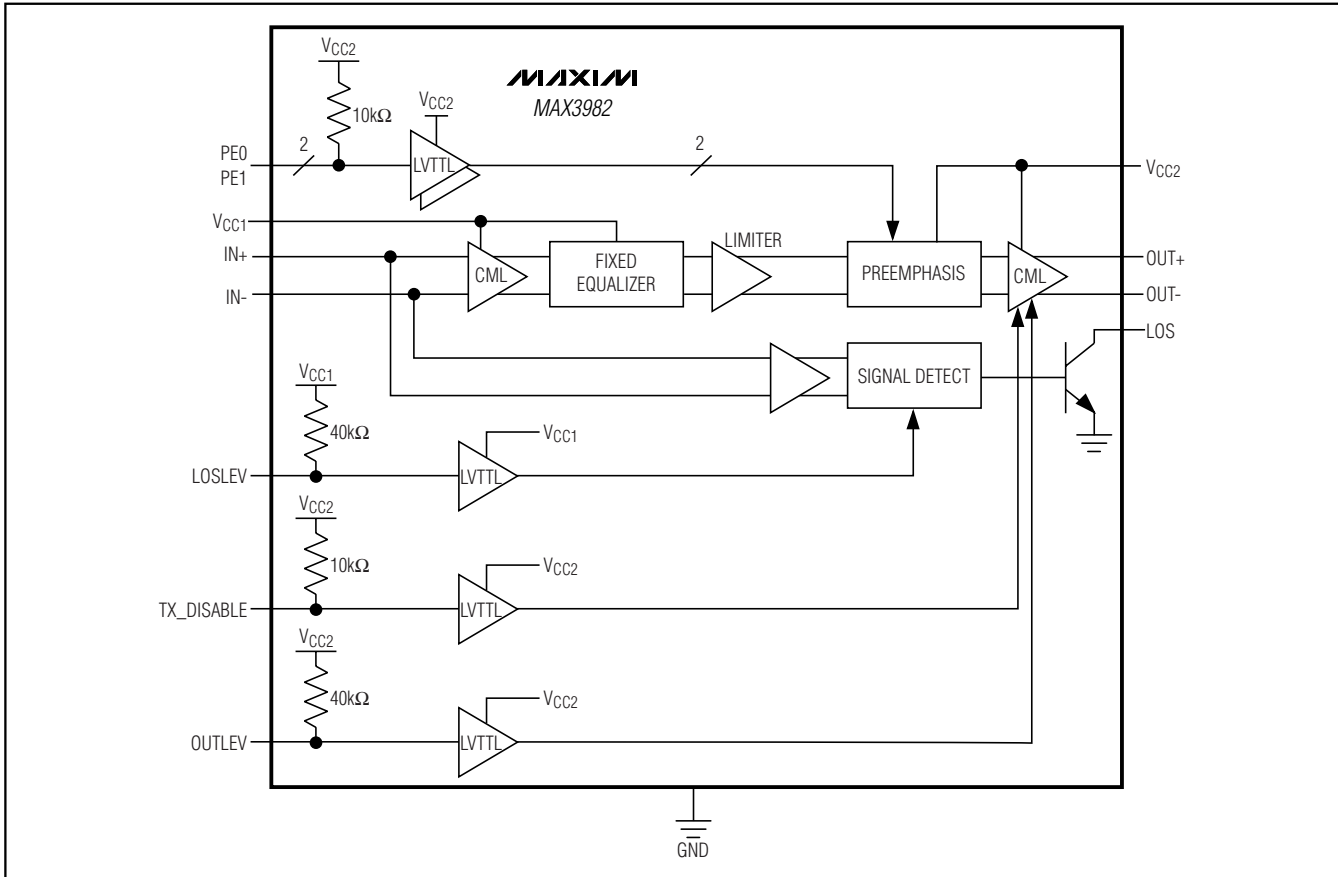 VCC2
MAXIM
MAX3982
10kΩ
VCC2
2
2
PE0
PE1
LVTTL
VCC2
VCC1
IN+
IN-
CML
FIXED
EQUALIZER
LIMITER
PREEMPHASIS
CML
OUT+
OUT-
LOS
SIGNAL DETECT
VCC1
40kΩ
VCC1
LOSLEV
LVTTL
VCC2
10kΩ
VCC2
TX_DISABLE
LVTTL
VCC2
40kΩ
VCC2
OUTLEV
LVTTL
GND